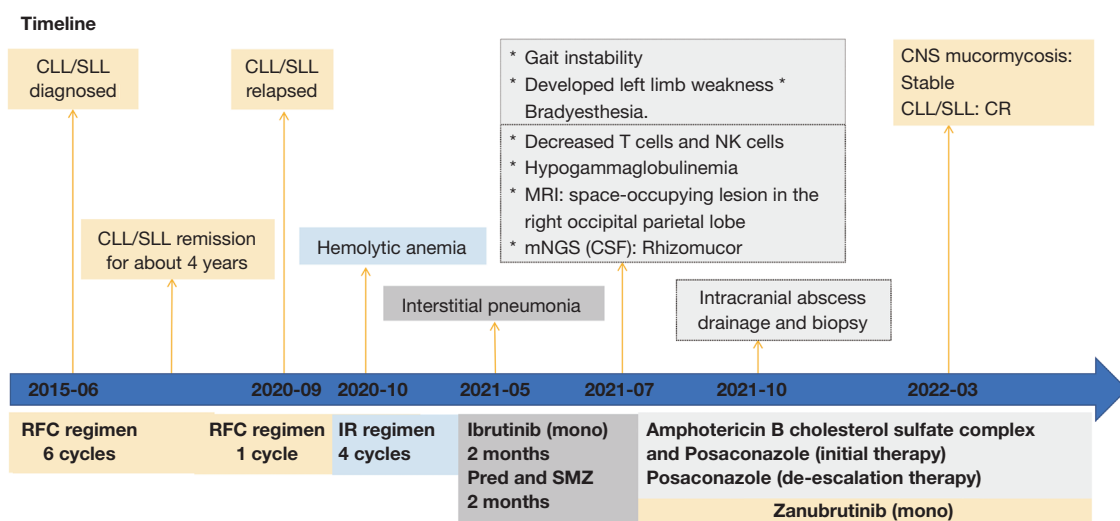 Timeline
CLL/SLL
diagnosed
CLL/SLL remission
for about 4 years
CLL/SLL
relapsed
Hemolytic anemia
Interstitial pneumonia
* Gait instability
* Developed left limb weakness *
Bradyesthesia.
* Decreased T cells and NK cells
* Hypogammaglobulinemia
* MRI: space-occupying lesion in the
right occipital parietal lobe
* mNGS (CSF): Rhizomucor
Intracranial abscess
drainage and biopsy
CNS mucormycosis:
Stable
CLL/SLL: CR
2015-06
2020-09
2020-10
2021-05
2021-07
2021-10
2022-03
RFC regimen
6 cycles
RFC regimen
1 cycle
IR regimen
4 cycles
Ibrutinib (mono)
2 months
Pred and SMZ
2 months
Amphotericin B cholesterol sulfate complex
and Posaconazole (initial therapy)
Posaconazole (de-escalation therapy)
Zanubrutinib (mono)